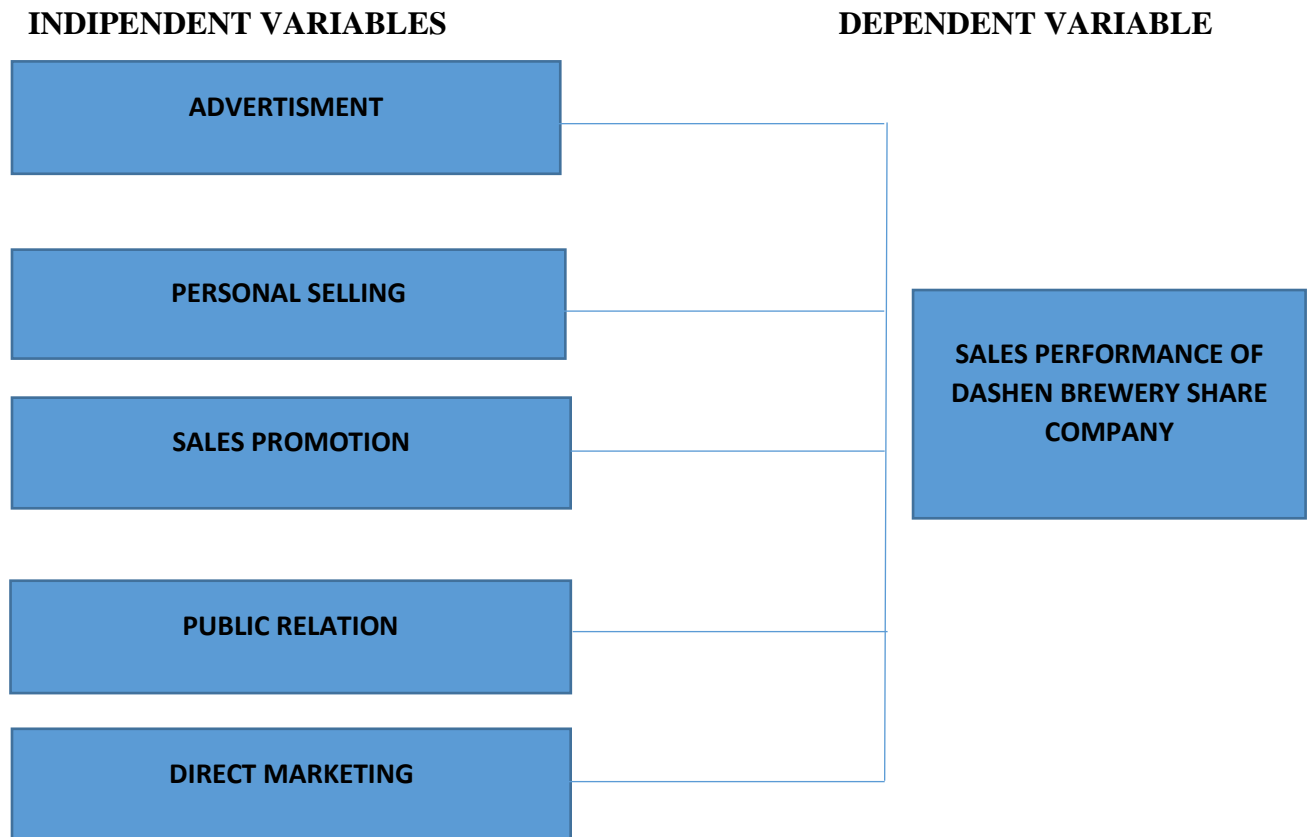 INDIPENDENT VARIABLES
DEPENDENT VARIABLE
ADVERTISMENT
PERSONAL SELLING
SALES PROMOTION
PUBLIC RELATION
DIRECT MARKETING
SALES PERFORMANCE OF
DASHEN BREWERY SHARE
COMPANY